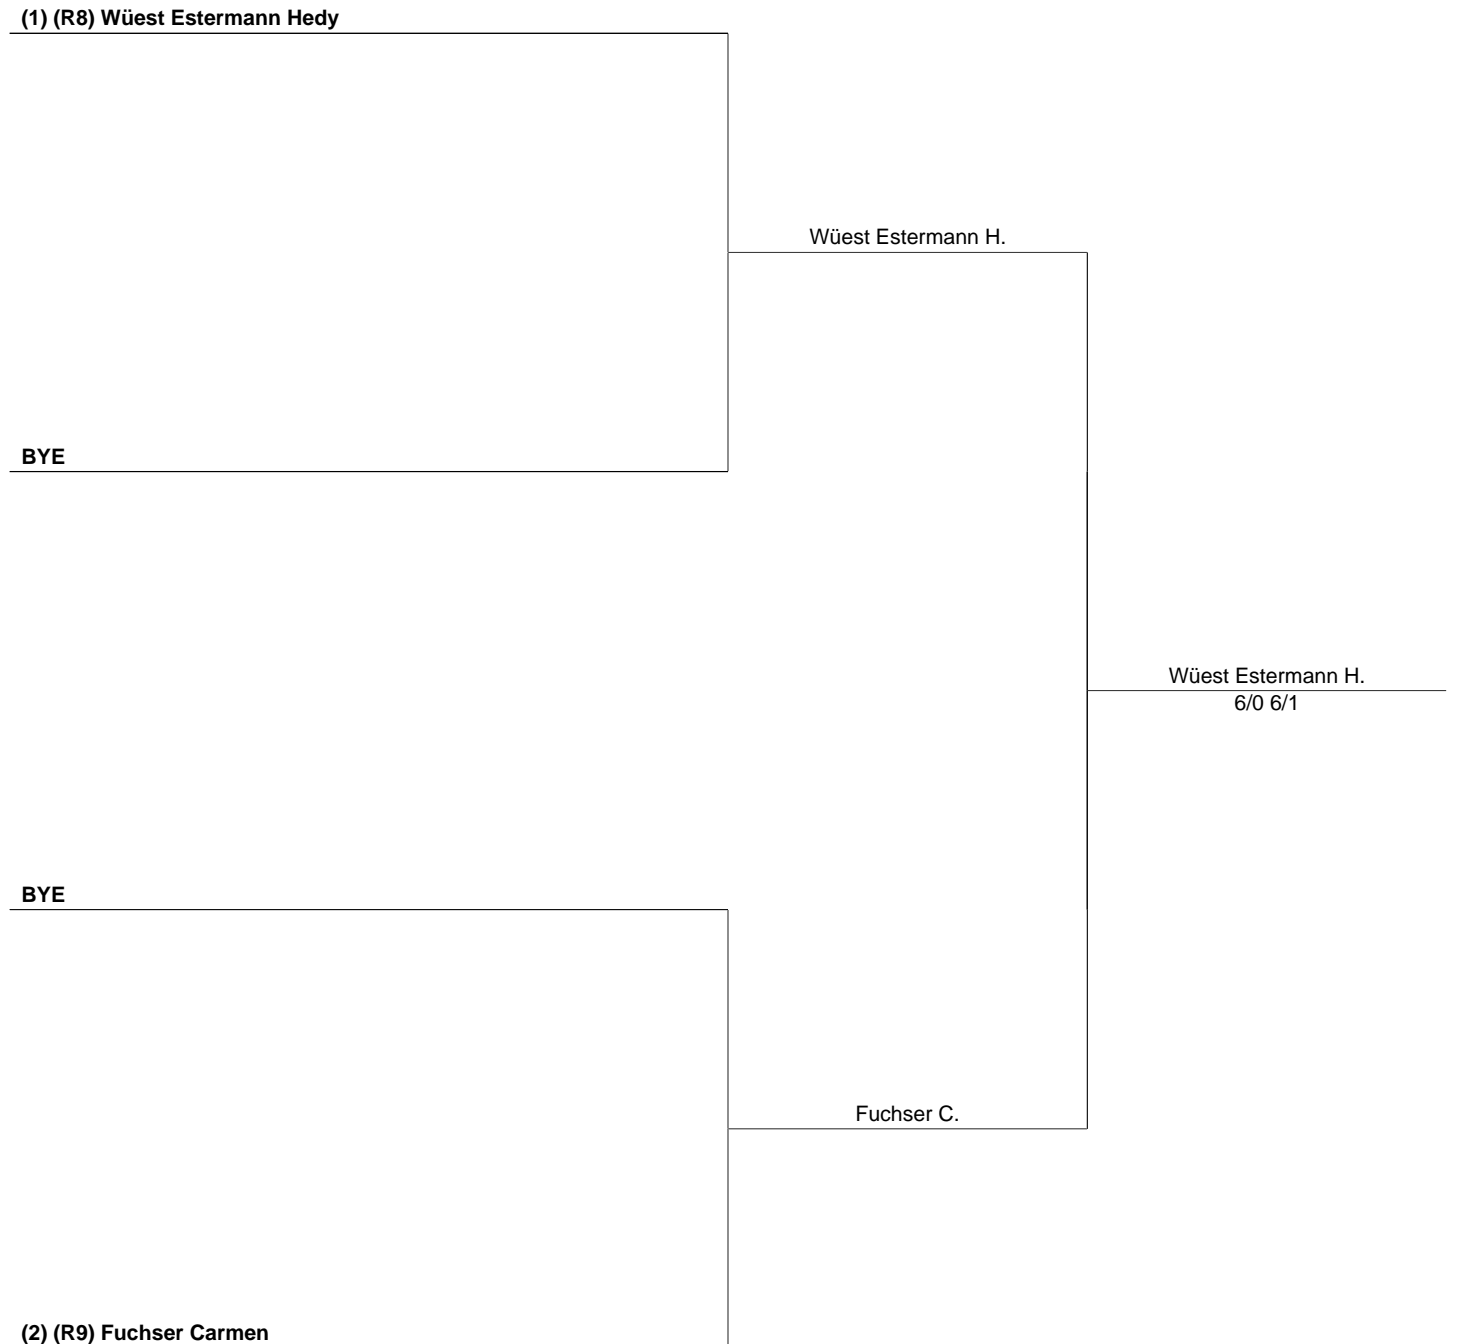 (1) (R8) Wüest Estermann Hedy
Wüest Estermann H.
BYE
Wüest Estermann H.
6/0 6/1
BYE
Fuchser C.
(2) (R9) Fuchser Carmen